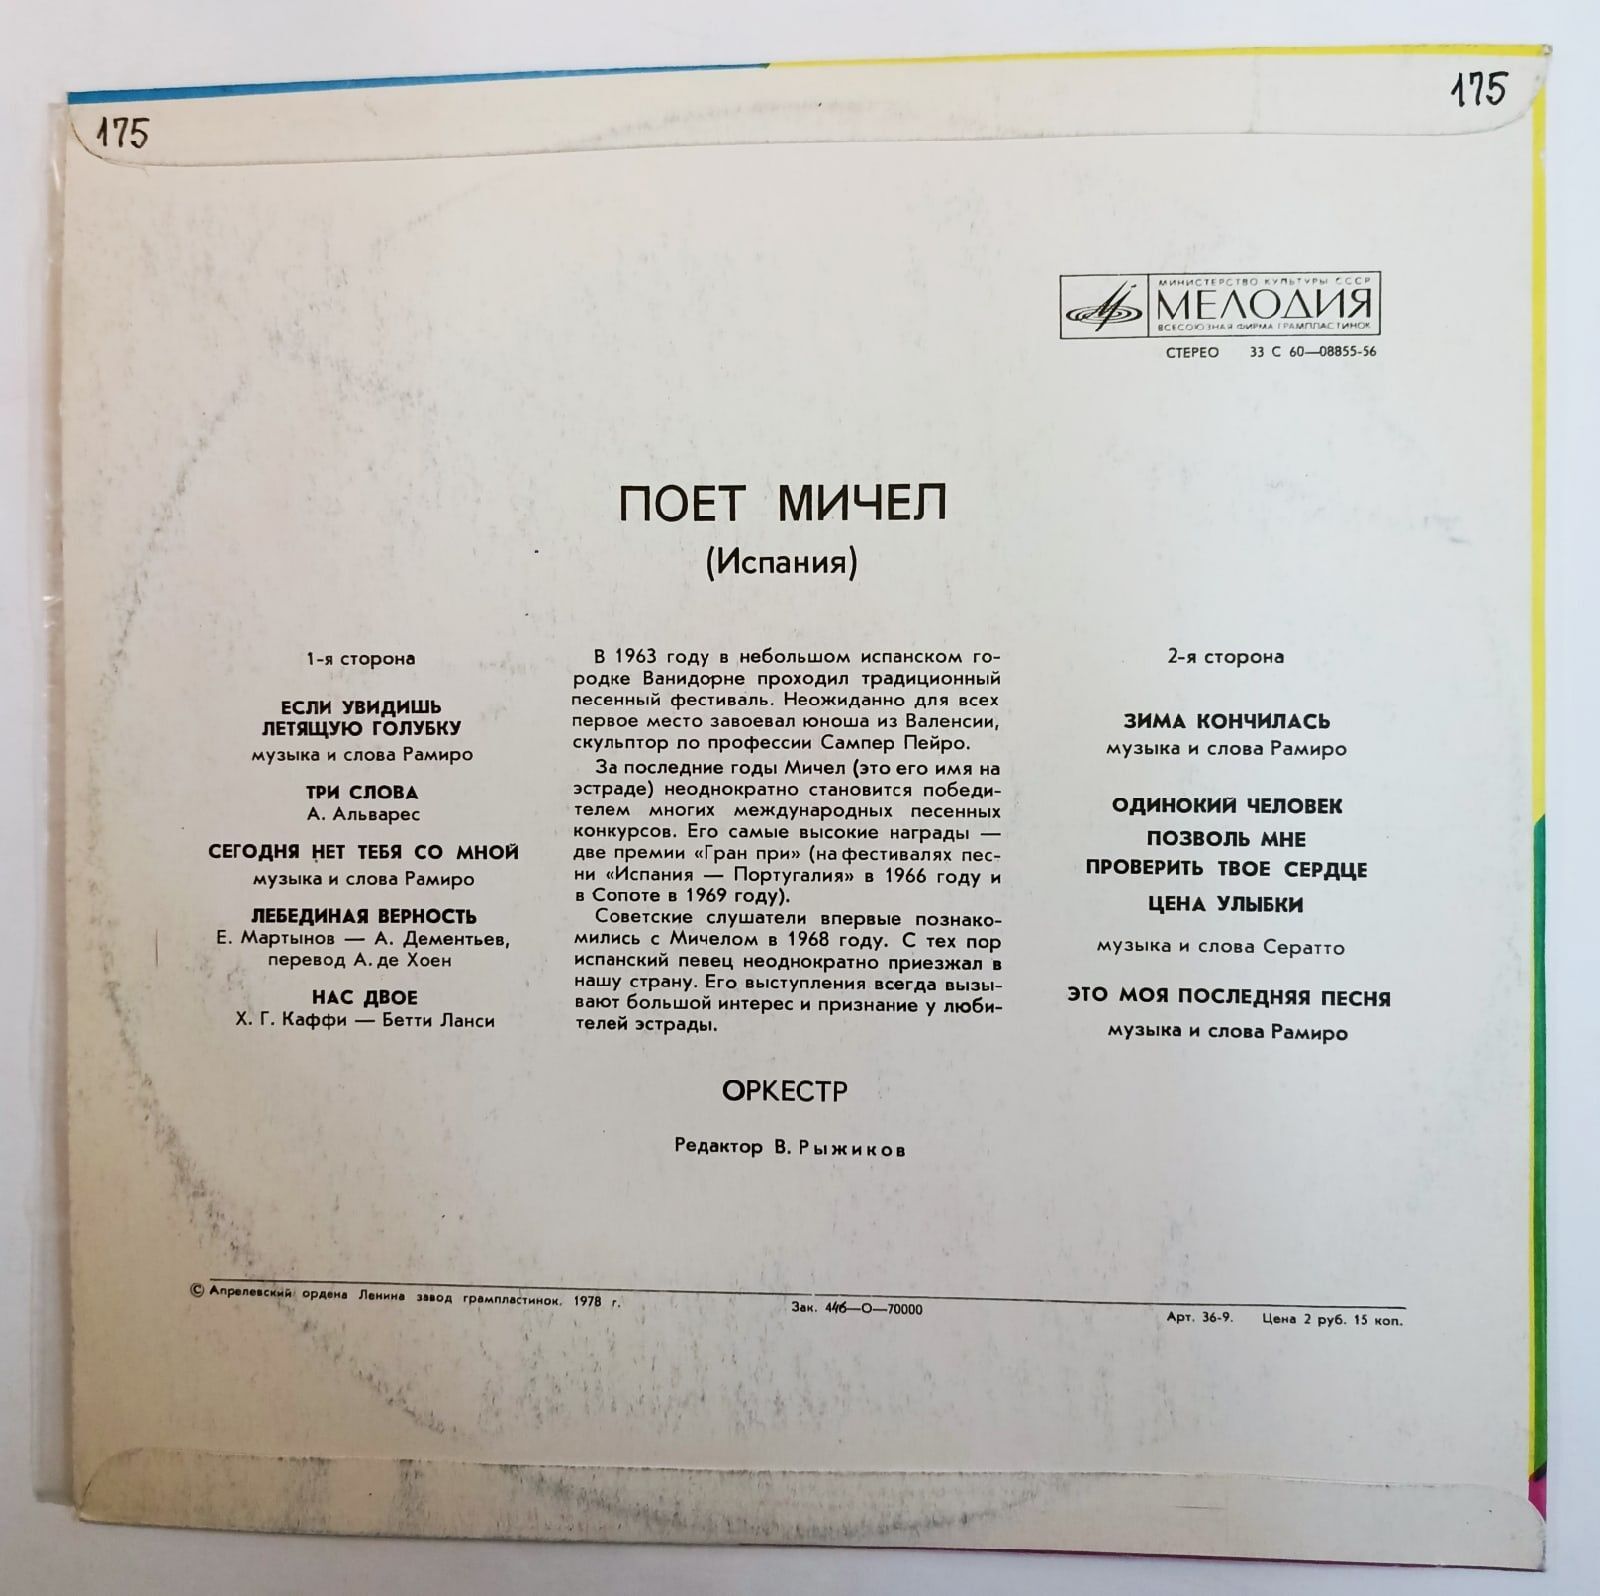 175
175
МИНИСТЕРСТВО КУЛЬТУРЫ СССР
МЕЛОДИЯ
ВСЕСОЮЗНАЯ ФИРМА ГРАМПЛАСТИНОК
СТЕРЕО 33 С 60—08855-56
ПОЕТ МИЧЕЛ
(Испания)
1-я сторона
ЕСЛИ УВИДИШЬ
ЛЕТЯЩУЮ ГОЛУБКУ
музыка и слова Рамиро
ТРИ СЛОВА
А. Альварес
СЕГОДНЯ НЕТ ТЕБЯ СО МНОЙ
музыка и слова Рамиро
ЛЕБЕДИНАЯ ВЕРНОСТЬ
Е. Мартынов — А. Дементьев,
перевод А. де Хоен
НАС ДВОЕ
Х. Г. Каффи — Бетти Ланси
В 1963 году в небольшом испанском го-
родке Ванидорне проходил традиционный
песенный фестиваль. Неожиданно для всех
первое место завоевал юноша из Валенсии,
скульптор по профессии Сампер Пейро.
За последние годы Мичел (это его имя на
эстраде) неоднократно становится победи-
телем многих международных песенных
конкурсов. Его самые высокие награды —
две премии «Гран при» (на фестивалях пес-
ни «Испания — Португалия» в 1966 году и
в Сопоте в 1969 году).
Советские слушатели впервые познако-
мились с Мичелом в 1968 году. С тех пор
испанский певец неоднократно приезжал в
нашу страну. Его выступления всегда вызы-
вают большой интерес и признание у люби-
телей эстрады.
2-я сторона
ЗИМА КОНЧИЛАСЬ
музыка и слова Рамиро
ОДИНОКИЙ ЧЕЛОВЕК
ПОЗВОЛЬ МНЕ
ПРОВЕРИТЬ ТВОЕ СЕРДЦЕ
ЦЕНА УЛЫБКИ
музыка и слова Сератто
ЭТО МОЯ ПОСЛЕДНЯЯ ПЕСНЯ
музыка и слова Рамиро
ОРКЕСТР
Редактор В. Рыжиков
© Апрелевский ордена Ленина завод грампластинок. 1978 г.
Зак. 446—О—70000
Арт. 36-9. Цена 2 руб. 15 коп.